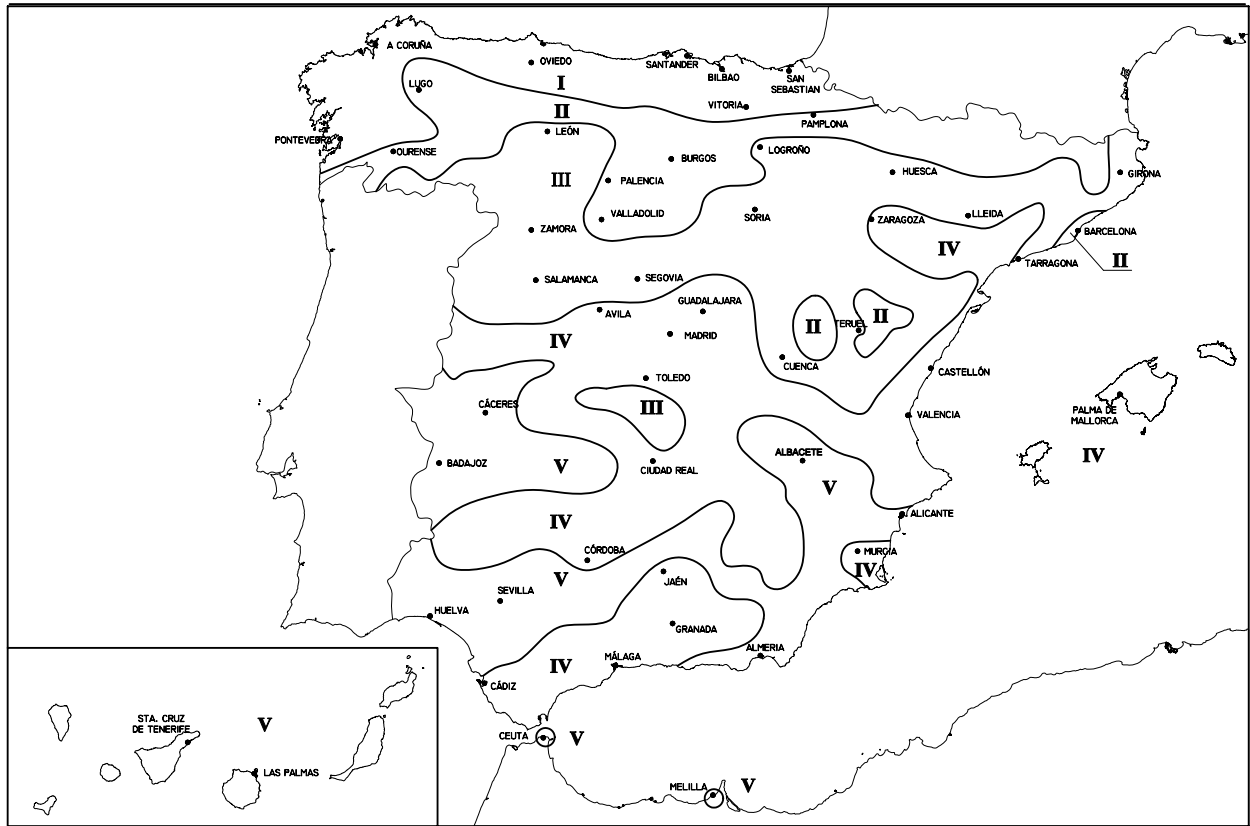 A CORUÑA
OVIEDO
SANTANDER
BILBAO
SAN
SEBASTIAN
LUGO
I
VITORIA
II
PAMPLONA
PONTEVEDRA
LEÓN
OURENSE
LOGROÑO
BURGOS
III
PALENCIA
HUESCA
GIRONA
VALLADOLID
SORIA
ZARAGOZA
LLEIDA
ZAMORA
BARCELONA
IV
TARRAGONA
II
SALAMANCA
SEGOVIA
GUADALAJARA
AVILA
II
TERUEL
II
MADRID
IV
CUENCA
CASTELLÓN
TOLEDO
CÁCERES
III
VALENCIA
PALMA DE
MALLORCA
IV
BADAJOZ
V
CIUDAD REAL
ALBACETE
V
IV
ALICANTE
CÓRDOBA
MURCIA
IV
V
JAÉN
SEVILLA
HUELVA
GRANADA
ALMERIA
MÁLAGA
IV
CÁDIZ
STA. CRUZ
DE TENERIFE
V
LAS PALMAS
CEUTA
V
MELILLA
V